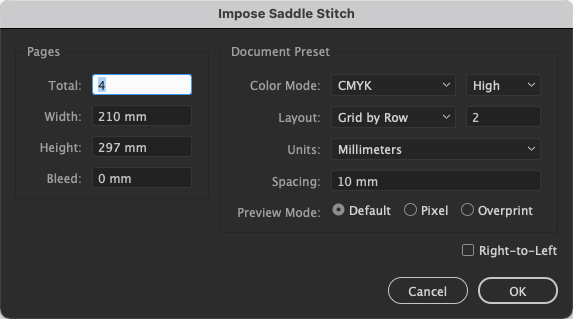 Impose Saddle Stitch
Pages
Total: 4
Width: 210 mm
Height: 297 mm
Bleed: 0 mm
Document Preset
Color Mode: CMYK High
Layout: Grid by Row 2
Units: Millimeters
Spacing: 10 mm
Preview Mode: Default Pixel Overprint
Right-to-Left
Cancel OK